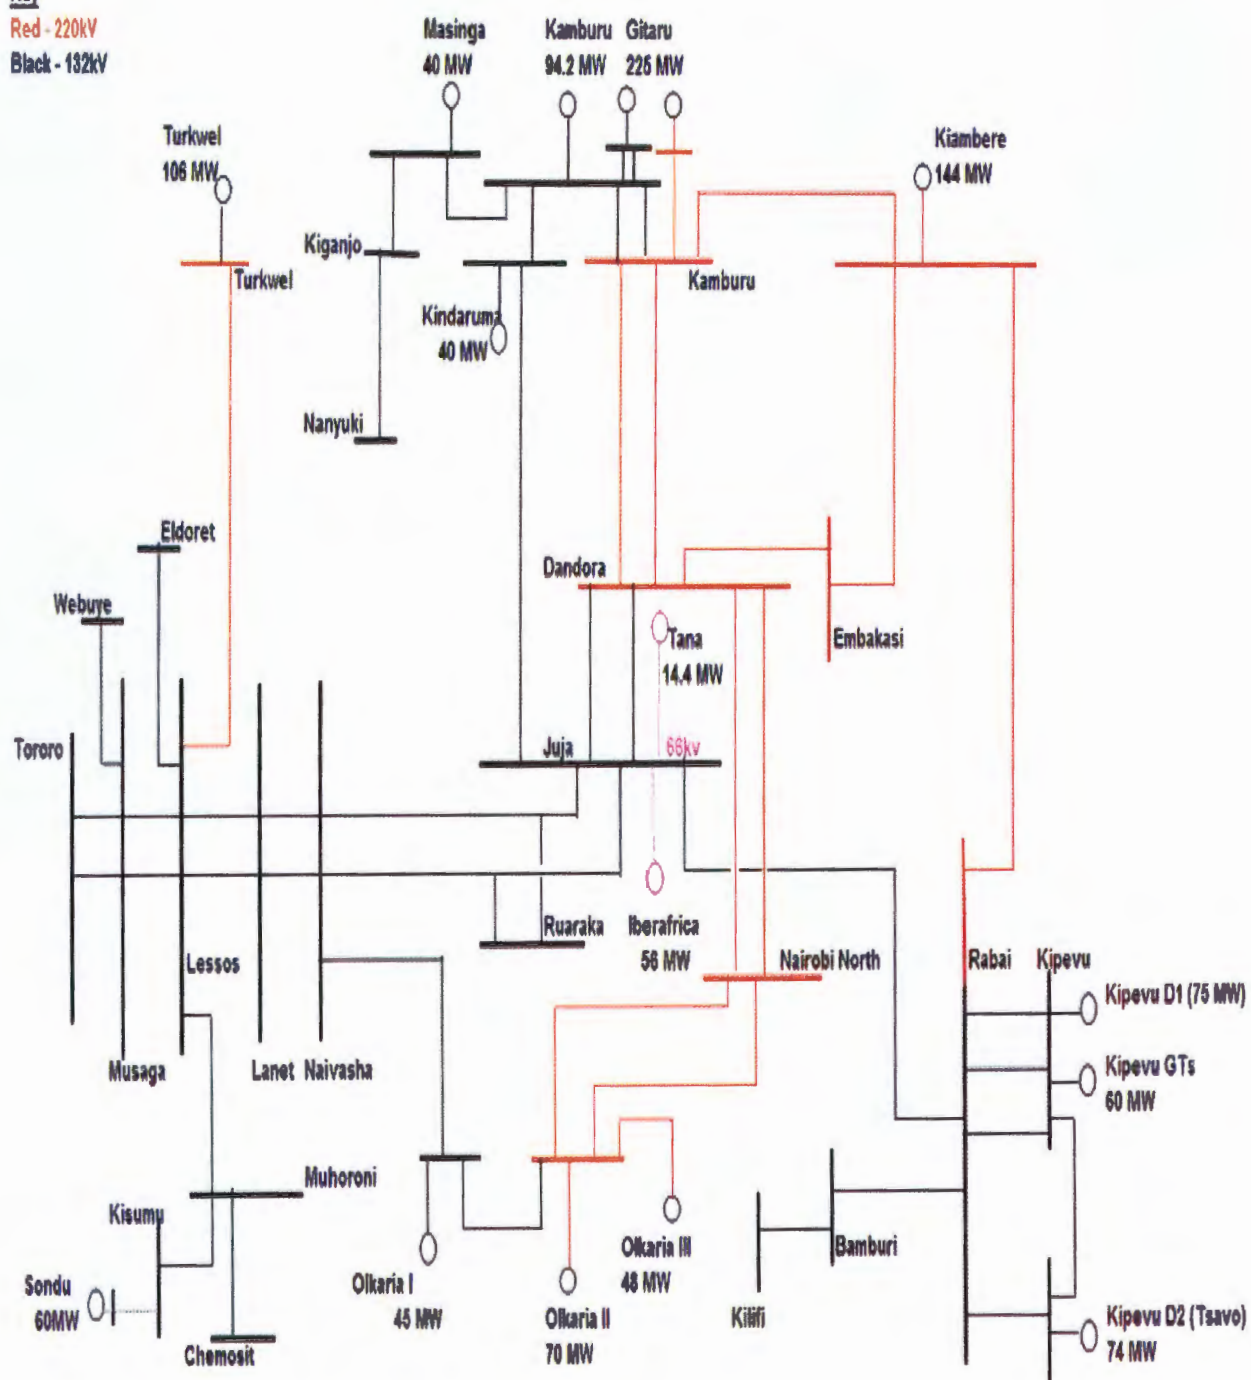 Red - 220kV
Black - 132kV
Masinga
40 MW
Kamburu
94.2 MW
Gitaru
225 MW
Turkwel
106 MW
Kiambere
144 MW
Kiganjo
Turkwel
Kamburu
Kindaruma
40 MW
Nanyuki
Eldoret
Dandora
Webuye
Tana
14.4 MW
Embakasi
Tororo
Juja
66kv
Ruaraka
Iberafrica
56 MW
Nairobi North
Rabai
Kipevu
Lessos
Kipevu D1 (75 MW)
Musaga
Lanet
Naivasha
Kipevu GTs
60 MW
Muhoroni
Kisumu
Bamburi
Olkaria III
48 MW
Sondu
60MW
Olkaria I
45 MW
Olkaria II
70 MW
Kilifi
Kipevu D2 (Tsavo)
74 MW
Chemosit